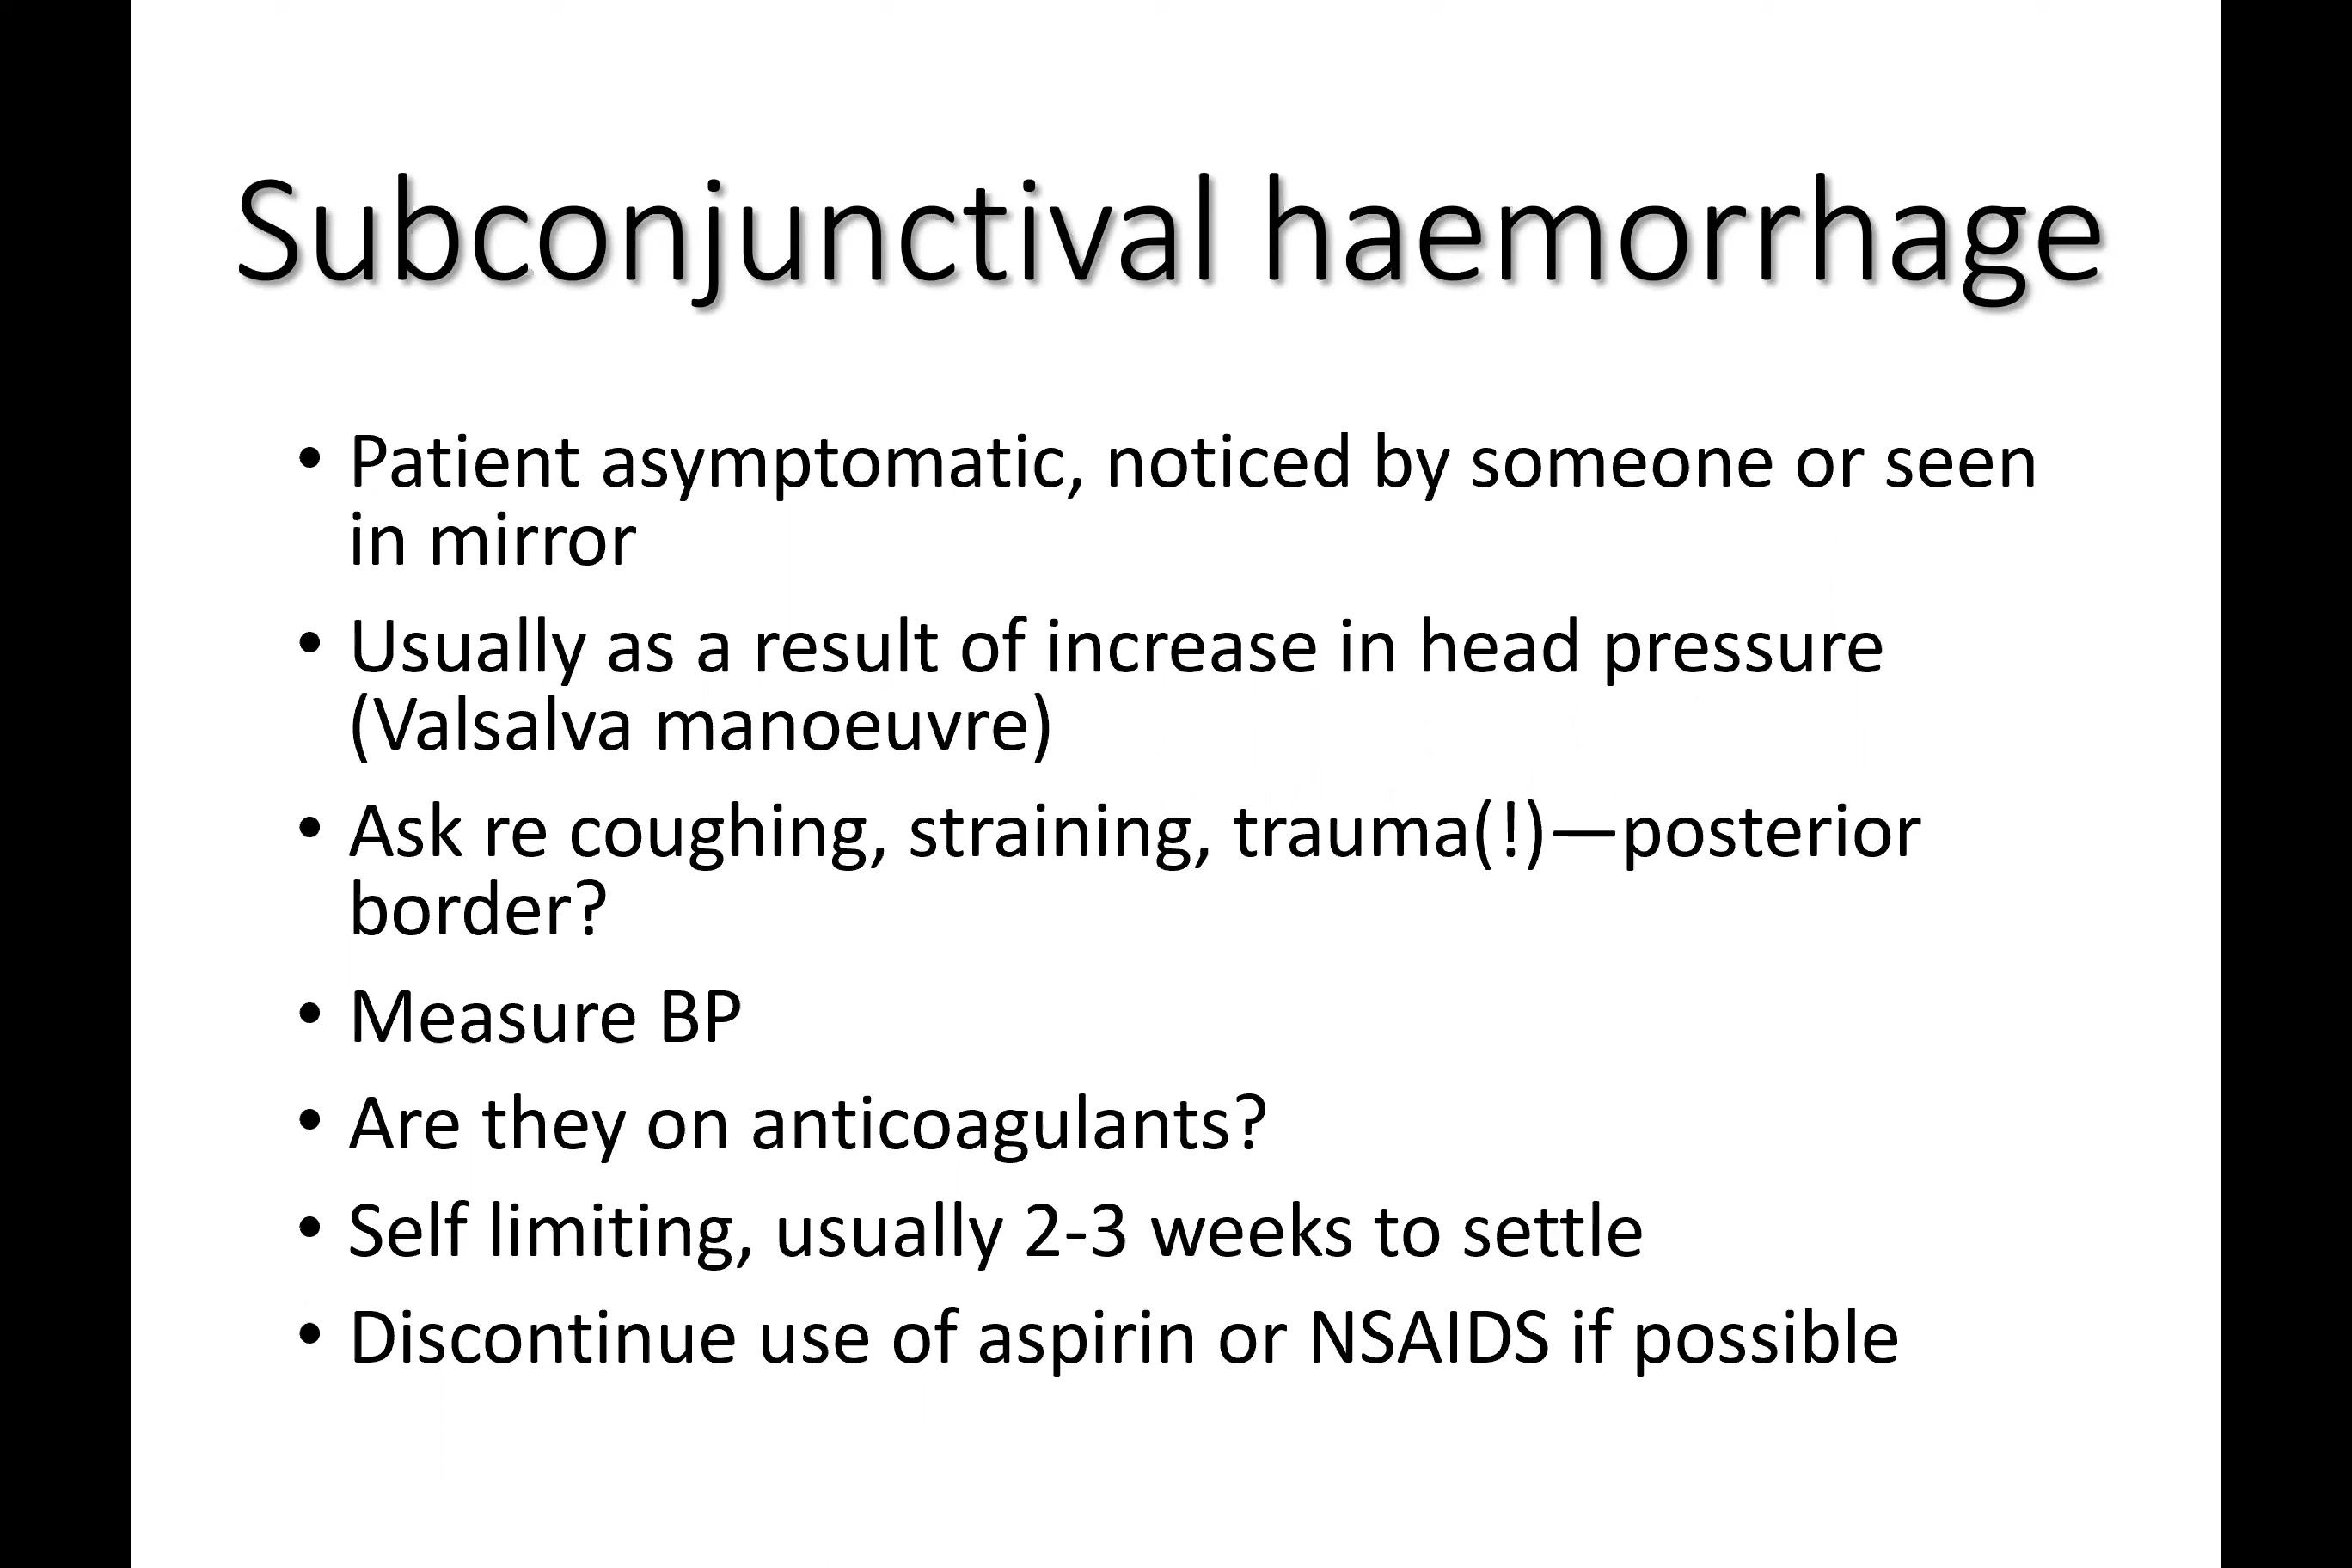 Subconjunctival haemorrhage
• Patient asymptomatic, noticed by someone or seen
in mirror
• Usually as a result of increase in head pressure
(Valsalva manoeuvre)
• Ask re coughing, straining, trauma(!)—posterior
border?
• Measure BP
• Are they on anticoagulants?
• Self limiting, usually 2-3 weeks to settle
• Discontinue use of aspirin or NSAIDS if possible